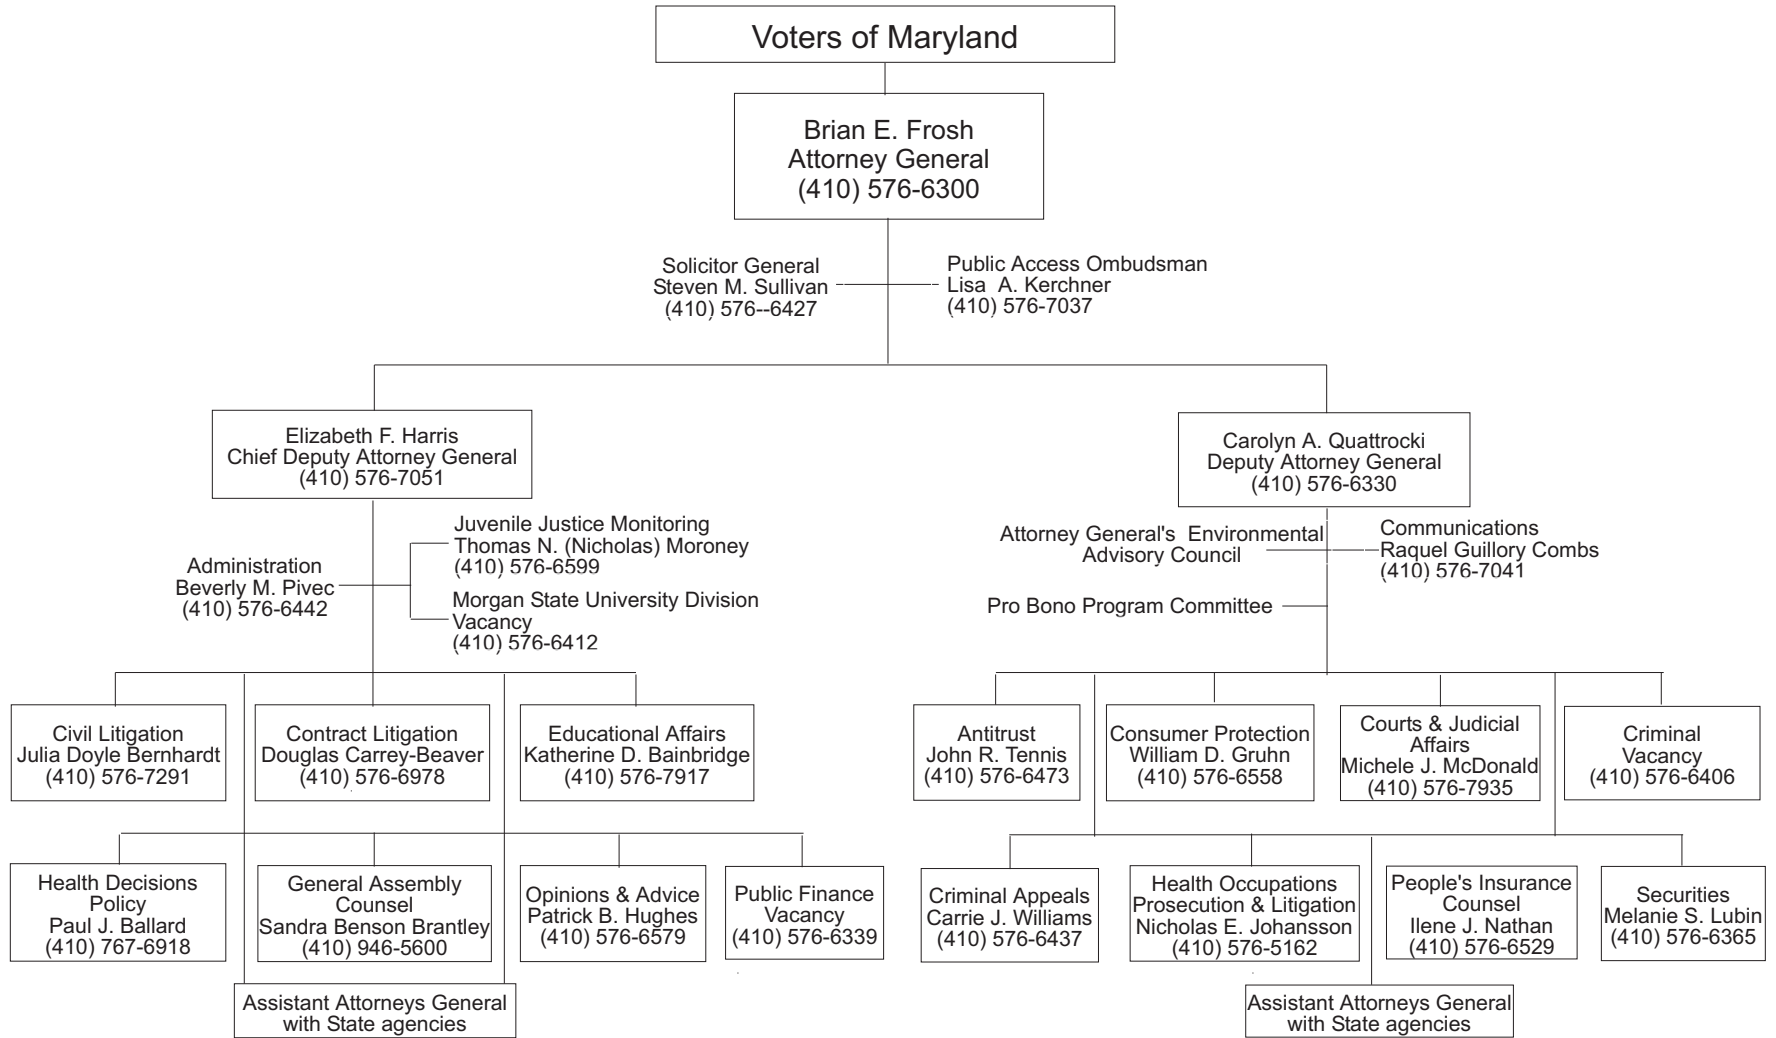 Voters of Maryland
Brian E. Frosh
Attorney General
(410) 576-6300
Solicitor General
Steven M. Sullivan
(410) 576--6427
Public Access Ombudsman
Lisa A. Kerchner
(410) 576-7037
Elizabeth F. Harris
Chief Deputy Attorney General
(410) 576-7051
Carolyn A. Quattrocki
Deputy Attorney General
(410) 576-6330
Administration
Beverly M. Pivec
(410) 576-6442
Juvenile Justice Monitoring
Thomas N. (Nicholas) Moroney
(410) 576-6599
Morgan State University Division
Vacancy
(410) 576-6412
Attorney General's Environmental
Advisory Council
Communications
Raquel Guillory Combs
(410) 576-7041
Pro Bono Program Committee
Civil Litigation
Julia Doyle Bernhardt
(410) 576-7291
Contract Litigation
Douglas Carrey-Beaver
(410) 576-6978
Educational Affairs
Katherine D. Bainbridge
(410) 576-7917
Antitrust
John R. Tennis
(410) 576-6473
Consumer Protection
William D. Gruhn
(410) 576-6558
Courts & Judicial
Affairs
Michele J. McDonald
(410) 576-7935
Criminal
Vacancy
(410) 576-6406
Health Decisions
Policy
Paul J. Ballard
(410) 767-6918
General Assembly
Counsel
Sandra Benson Brantley
(410) 946-5600
Opinions & Advice
Patrick B. Hughes
(410) 576-6579
Public Finance
Vacancy
(410) 576-6339
Criminal Appeals
Carrie J. Williams
(410) 576-6437
Health Occupations
Prosecution & Litigation
Nicholas E. Johansson
(410) 576-5162
People's Insurance
Counsel
Ilene J. Nathan
(410) 576-6529
Securities
Melanie S. Lubin
(410) 576-6365
Assistant Attorneys General
with State agencies
Assistant Attorneys General
with State agencies